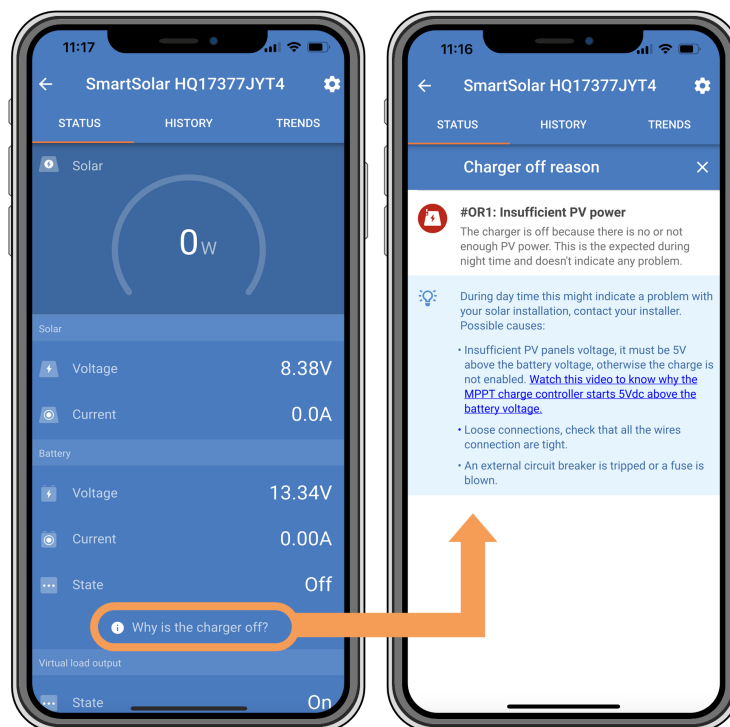 11:17
SmartSolar HQ17377JYT4
STATUS HISTORY TRENDS
Solar
0W
Solar
Voltage 8.38V
Current 0.0A
Battery
Voltage 13.34V
Current 0.00A
State Off
Why is the charger off?
Virtual load output
State On
11:16
SmartSolar HQ17377JYT4
STATUS HISTORY TRENDS
Charger off reason
#OR1: Insufficient PV power
The charger is off because there is no or not
enough PV power. This is the expected during
night time and doesn't indicate any problem.
During day time this might indicate a problem with
your solar installation, contact your installer.
Possible causes:
• Insufficient PV panels voltage, it must be 5V
above the battery voltage, otherwise the charge is
not enabled. Watch this video to know why the
MPPT charge controller starts 5Vdc above the
battery voltage.
• Loose connections, check that all the wires
connection are tight.
• An external circuit breaker is tripped or a fuse is
blown.